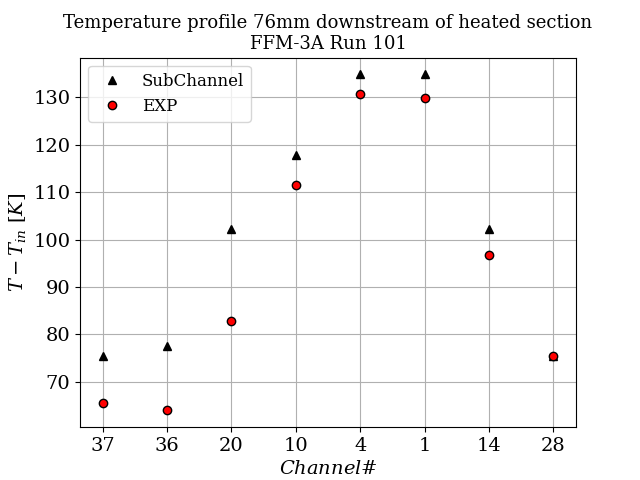 Temperature profile 76mm downstream of heated section
FFM-3A Run 101
SubChannel
EXP
130
120
110
100
90
80
70
T − T_in [K]
37 36 20 10 4 1 14 28
Channel#